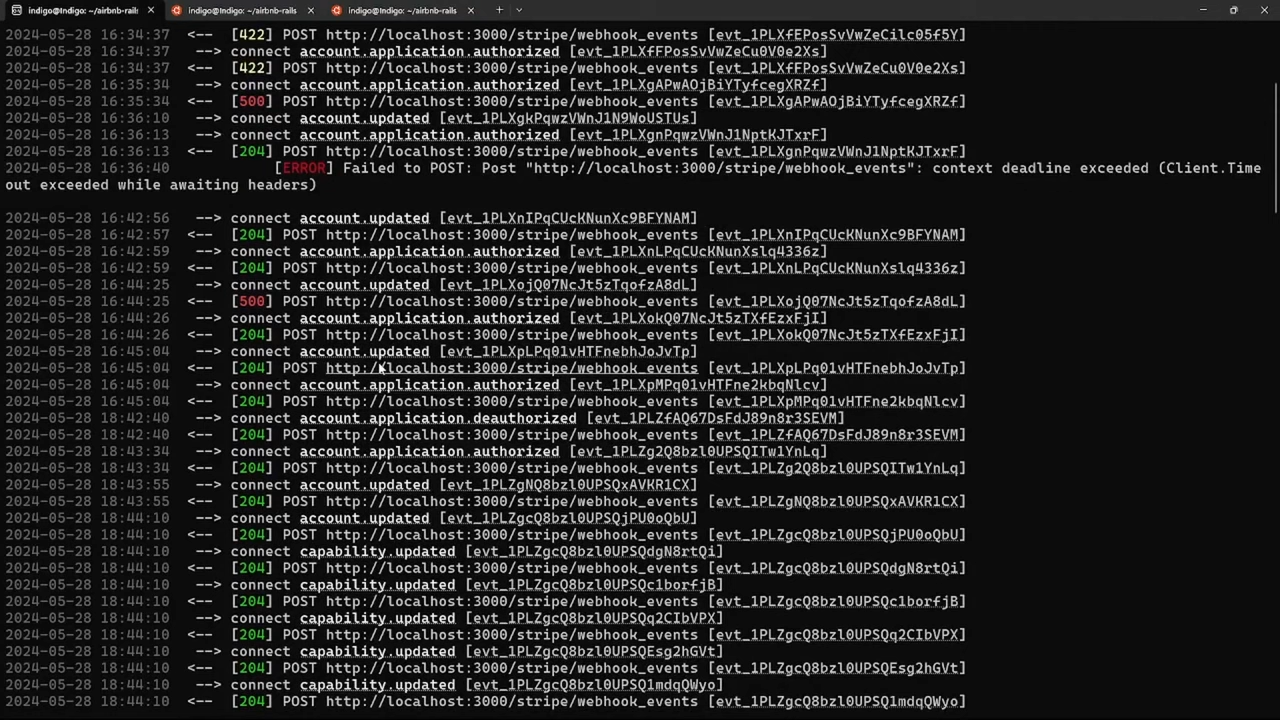 indigo@Indigo: ~/airbnb-rails
indigo@Indigo: ~/airbnb-rails
indigo@Indigo: ~/airbnb-rails
2024-05-28 16:34:37 <-- [422] POST http://localhost:3000/stripe/webhook_events [evt_1PLXfEPosSvVwZeCilc05f5Y]
2024-05-28 16:34:37 --> connect account.application.authorized [evt_1PLXfFPosSvVwZeCu0V0e2Xs]
2024-05-28 16:34:37 <-- [422] POST http://localhost:3000/stripe/webhook_events [evt_1PLXfFPosSvVwZeCu0V0e2Xs]
2024-05-28 16:35:34 --> connect account.application.authorized [evt_1PLXgAPwAOjBiYTyfcegXRZf]
2024-05-28 16:35:34 <-- [500] POST http://localhost:3000/stripe/webhook_events [evt_1PLXgAPwAOjBiYTyfcegXRZf]
2024-05-28 16:36:10 --> connect account.updated [evt_1PLXgkPqwzVWnJ1N9WoUSTUs]
2024-05-28 16:36:13 --> connect account.application.authorized [evt_1PLXgnPqwzVWnJ1NptKJTxrF]
2024-05-28 16:36:13 <-- [204] POST http://localhost:3000/stripe/webhook_events [evt_1PLXgnPqwzVWnJ1NptKJTxrF]
2024-05-28 16:36:40 [ERROR] Failed to POST: Post "http://localhost:3000/stripe/webhook_events": context deadline exceeded (Client.Time
out exceeded while awaiting headers)
2024-05-28 16:42:56 --> connect account.updated [evt_1PLXnIPqCUcKNunXc9BFYNAM]
2024-05-28 16:42:57 <-- [204] POST http://localhost:3000/stripe/webhook_events [evt_1PLXnIPqCUcKNunXc9BFYNAM]
2024-05-28 16:42:59 --> connect account.application.authorized [evt_1PLXnLPqCUcKNunXslq4336z]
2024-05-28 16:42:59 <-- [204] POST http://localhost:3000/stripe/webhook_events [evt_1PLXnLPqCUcKNunXslq4336z]
2024-05-28 16:44:25 --> connect account.updated [evt_1PLXojQ07NcJt5zTqofzA8dL]
2024-05-28 16:44:25 <-- [500] POST http://localhost:3000/stripe/webhook_events [evt_1PLXojQ07NcJt5zTqofzA8dL]
2024-05-28 16:44:26 --> connect account.application.authorized [evt_1PLXokQ07NcJt5zTXfEzxFjI]
2024-05-28 16:44:26 <-- [204] POST http://localhost:3000/stripe/webhook_events [evt_1PLXokQ07NcJt5zTXfEzxFjI]
2024-05-28 16:45:04 --> connect account.updated [evt_1PLXpLPq01vHTFnebhJoJvTp]
2024-05-28 16:45:04 <-- [204] POST http://localhost:3000/stripe/webhook_events [evt_1PLXpLPq01vHTFnebhJoJvTp]
2024-05-28 16:45:04 --> connect account.application.authorized [evt_1PLXpMPq01vHTFne2kbqNlcv]
2024-05-28 16:45:04 <-- [204] POST http://localhost:3000/stripe/webhook_events [evt_1PLXpMPq01vHTFne2kbqNlcv]
2024-05-28 18:42:40 --> connect account.application.deauthorized [evt_1PLZfAQ67DsFdJ89n8r3SEVM]
2024-05-28 18:42:40 <-- [204] POST http://localhost:3000/stripe/webhook_events [evt_1PLZfAQ67DsFdJ89n8r3SEVM]
2024-05-28 18:43:34 --> connect account.application.authorized [evt_1PLZg2Q8bzl0UPSQITw1YnLq]
2024-05-28 18:43:34 <-- [204] POST http://localhost:3000/stripe/webhook_events [evt_1PLZg2Q8bzl0UPSQITw1YnLq]
2024-05-28 18:43:55 --> connect account.updated [evt_1PLZgNQ8bzl0UPSQxAVKR1CX]
2024-05-28 18:43:55 <-- [204] POST http://localhost:3000/stripe/webhook_events [evt_1PLZgNQ8bzl0UPSQxAVKR1CX]
2024-05-28 18:44:10 --> connect account.updated [evt_1PLZgcQ8bzl0UPSQjPU0oQbU]
2024-05-28 18:44:10 <-- [204] POST http://localhost:3000/stripe/webhook_events [evt_1PLZgcQ8bzl0UPSQjPU0oQbU]
2024-05-28 18:44:10 --> connect capability.updated [evt_1PLZgcQ8bzl0UPSQdgN8rtQi]
2024-05-28 18:44:10 <-- [204] POST http://localhost:3000/stripe/webhook_events [evt_1PLZgcQ8bzl0UPSQdgN8rtQi]
2024-05-28 18:44:10 --> connect capability.updated [evt_1PLZgcQ8bzl0UPSQc1borfjB]
2024-05-28 18:44:10 <-- [204] POST http://localhost:3000/stripe/webhook_events [evt_1PLZgcQ8bzl0UPSQc1borfjB]
2024-05-28 18:44:10 --> connect capability.updated [evt_1PLZgcQ8bzl0UPSQq2CIbVPX]
2024-05-28 18:44:10 <-- [204] POST http://localhost:3000/stripe/webhook_events [evt_1PLZgcQ8bzl0UPSQq2CIbVPX]
2024-05-28 18:44:10 --> connect capability.updated [evt_1PLZgcQ8bzl0UPSQEsg2hGVt]
2024-05-28 18:44:10 <-- [204] POST http://localhost:3000/stripe/webhook_events [evt_1PLZgcQ8bzl0UPSQEsg2hGVt]
2024-05-28 18:44:10 --> connect capability.updated [evt_1PLZgcQ8bzl0UPSQ1mdqQWyo]
2024-05-28 18:44:10 <-- [204] POST http://localhost:3000/stripe/webhook_events [evt_1PLZgcQ8bzl0UPSQ1mdqQWyo]